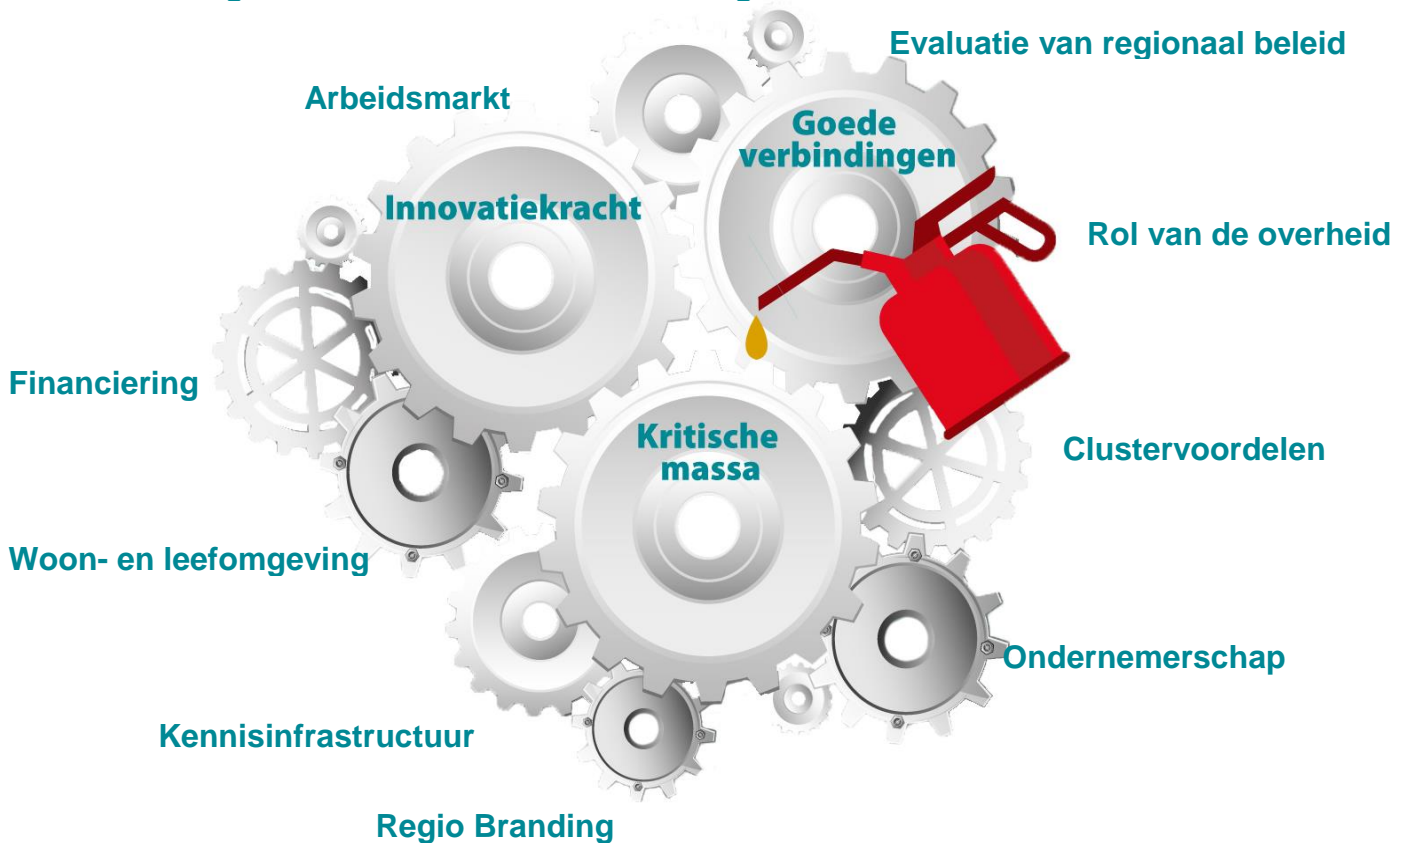 Evaluatie van regionaal beleid
Arbeidsmarkt
Goede
verbindingen
Innovatiekracht
Rol van de overheid
Financiering
Kritische
massa
Clustervoordelen
Woon- en leefomgeving
Ondernemerschap
Kennisinfrastructuur
Regio Branding